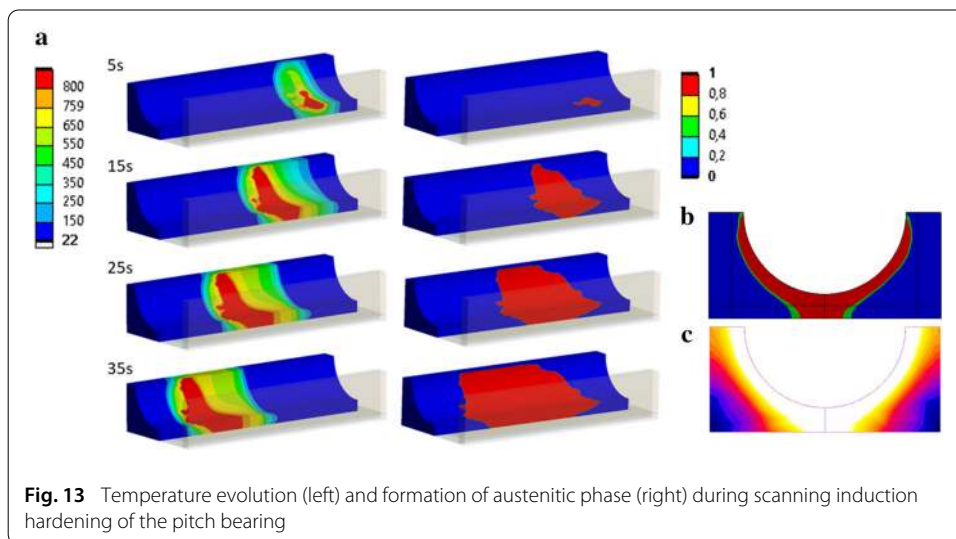 a
800
759
650
550
450
350
250
150
22
5s
15s
25s
35s
1
0,8
0,6
0,4
0,2
0
b
c
Fig. 13 Temperature evolution (left) and formation of austenitic phase (right) during scanning induction
hardening of the pitch bearing